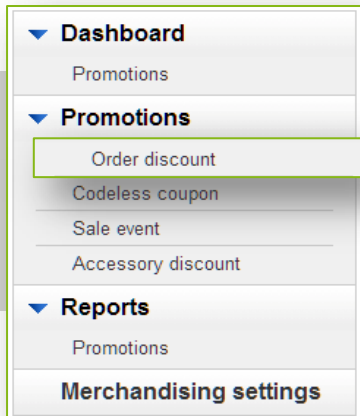 Dashboard
Promotions
Promotions
Order discount
Codeless coupon
Sale event
Accessory discount
Reports
Promotions
Merchandising settings